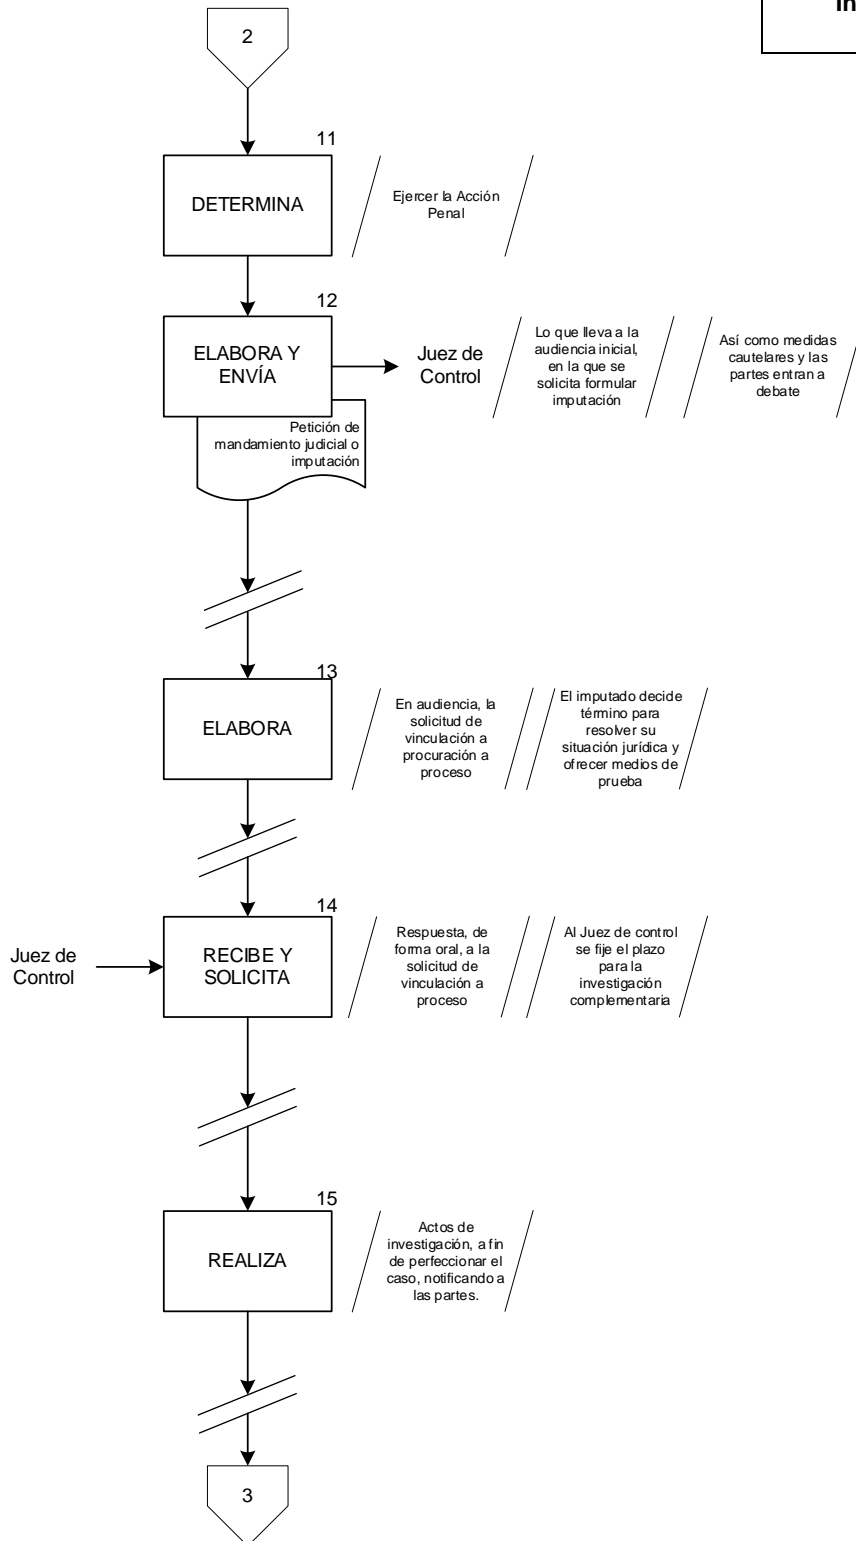 In
2
11
DETERMINA
Ejercer la Acción
Penal
12
ELABORA Y
ENVÍA
Juez de
Control
Lo que lleva a la
audiencia inicial,
en la que se
solicita formular
imputación
Así como medidas
cautelares y las
partes entran a
debate
Petición de
mandamiento judicial o
imputación
13
ELABORA
En audiencia, la
solicitud de
vinculación a
procuración a
proceso
El imputado decide
término para
resolver su
situación jurídica y
ofrecer medios de
prueba
14
Juez de
Control
RECIBE Y
SOLICITA
Respuesta, de
forma oral, a la
solicitud de
vinculación a
proceso
Al Juez de control
se fije el plazo
para la
investigación
complementaria
15
REALIZA
Actos de
investigación, a fin
de perfeccionar el
caso, notificando a
las partes.
3